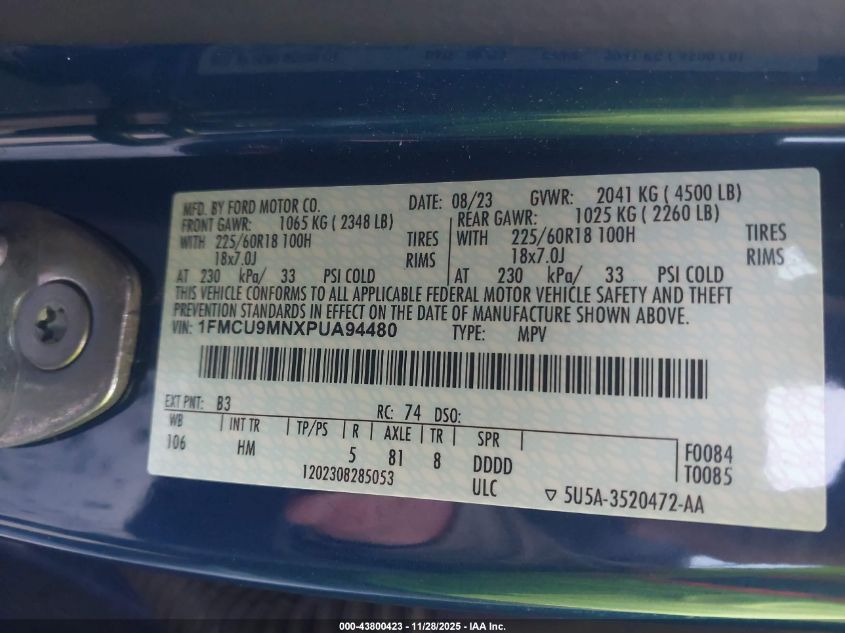 MFD. BY FORD MOTOR CO. DATE: 08/23 GVWR: 2041 KG ( 4500 LB)
FRONT GAWR: 1065 KG ( 2348 LB) REAR GAWR: 1025 KG ( 2260 LB)
WITH 225/60R18 100H TIRES WITH 225/60R18 100H TIRES
18x7.0J RIMS 18x7.0J RIMS
AT 230 kPa/ 33 PSI COLD AT 230 kPa/ 33 PSI COLD
THIS VEHICLE CONFORMS TO ALL APPLICABLE FEDERAL MOTOR VEHICLE SAFETY AND THEFT
PREVENTION STANDARDS IN EFFECT ON THE DATE OF MANUFACTURE SHOWN ABOVE.
VIN: 1FMCU9MNXPUA94480 TYPE: MPV
EXT PNT: B3 RC: 74 DSO:
WB INT TR TP/PS R AXLE TR SPR
106 HM 5 81 8 DDDD F0084
T0085
1202308285053 ULC ▽ 5U5A-3520472-AA
000-43800423 - 11/28/2025 - IAA Inc.